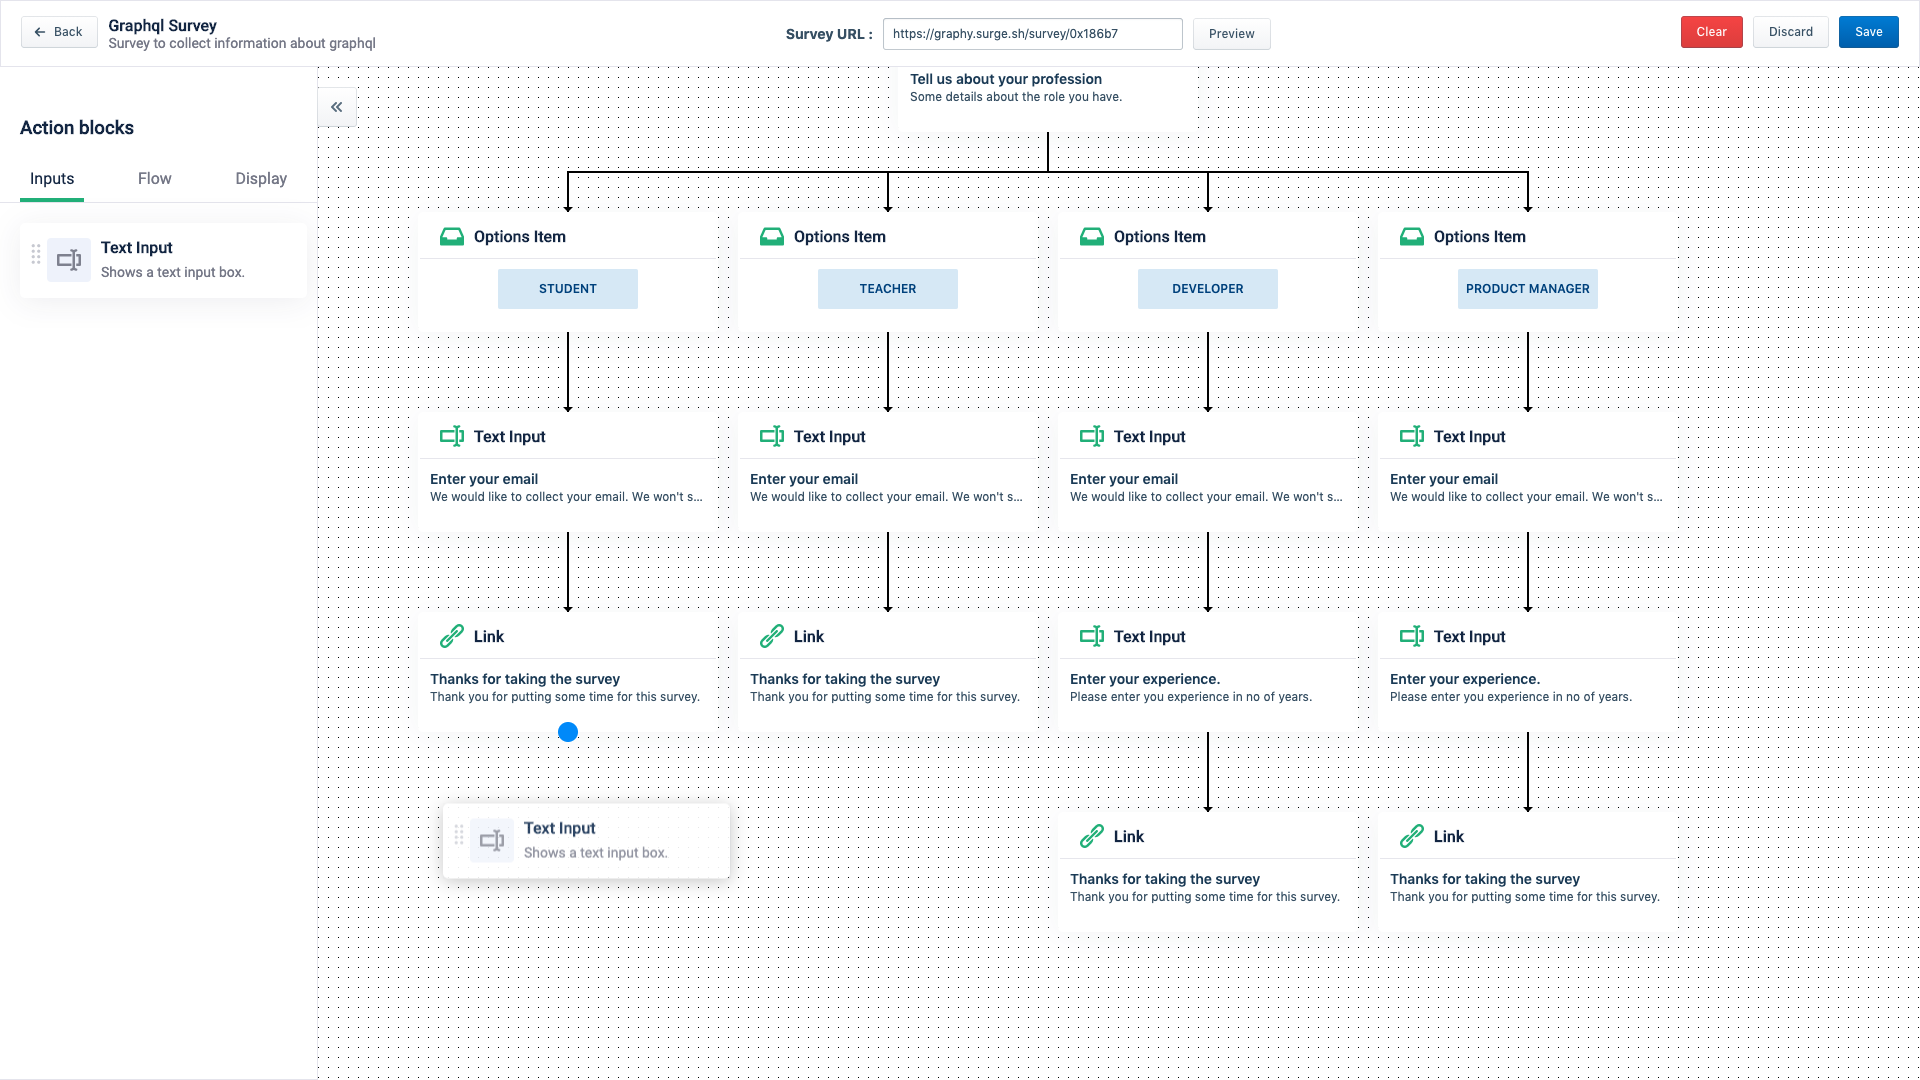 Back
Graphql Survey
Survey to collect information about graphql
Survey URL :
https://graphy.surge.sh/survey/0x186b7
Preview
Clear
Discard
Save
Action blocks
Inputs
Flow
Display
Text Input
Shows a text input box.
Tell us about your profession
Some details about the role you have.
Options Item
Options Item
Options Item
Options Item
STUDENT
TEACHER
DEVELOPER
PRODUCT MANAGER
Text Input
Text Input
Text Input
Text Input
Enter your email
We would like to collect your email. We won't s...
Enter your email
We would like to collect your email. We won't s...
Enter your email
We would like to collect your email. We won't s...
Enter your email
We would like to collect your email. We won't s...
Link
Link
Text Input
Text Input
Thanks for taking the survey
Thank you for putting some time for this survey.
Thanks for taking the survey
Thank you for putting some time for this survey.
Enter your experience.
Please enter you experience in no of years.
Enter your experience.
Please enter you experience in no of years.
Text Input
Shows a text input box.
Link
Link
Thanks for taking the survey
Thank you for putting some time for this survey.
Thanks for taking the survey
Thank you for putting some time for this survey.